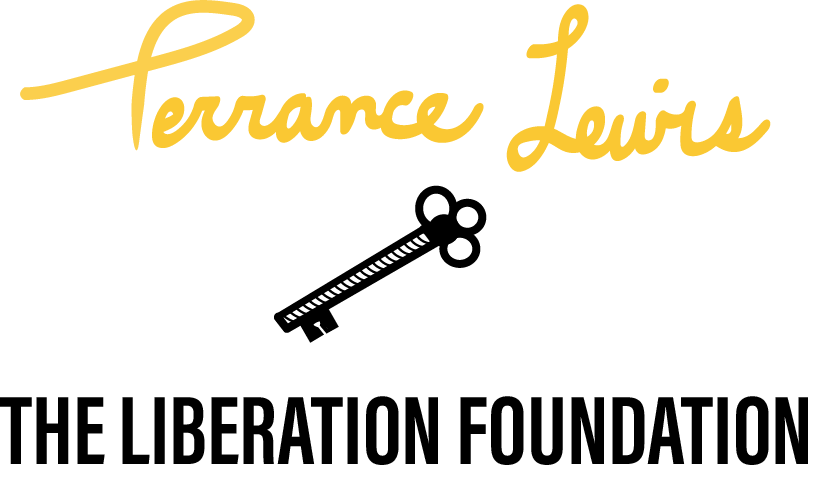 Terrance Lewis
THE LIBERATION FOUNDATION